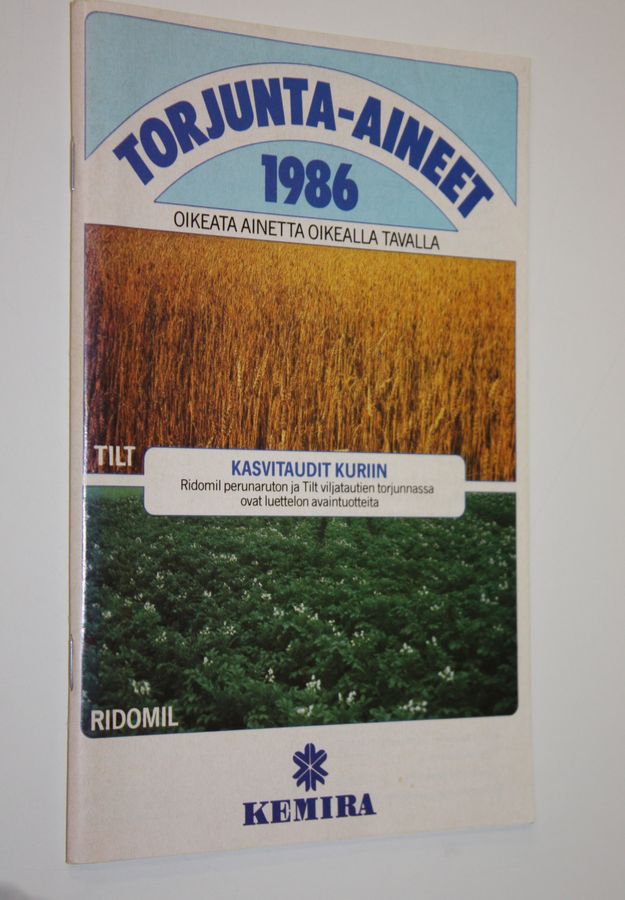 TORJUNTA-AINEET
1986
OIKEATA AINETTA OIKEALLA TAVALLA
TILT
KASVITAUDIT KURIIN
Ridomil perunaruton ja Tilt viljatautien torjunnassa
ovat luettelon avaintuotteita
RIDOMIL
KEMIRA